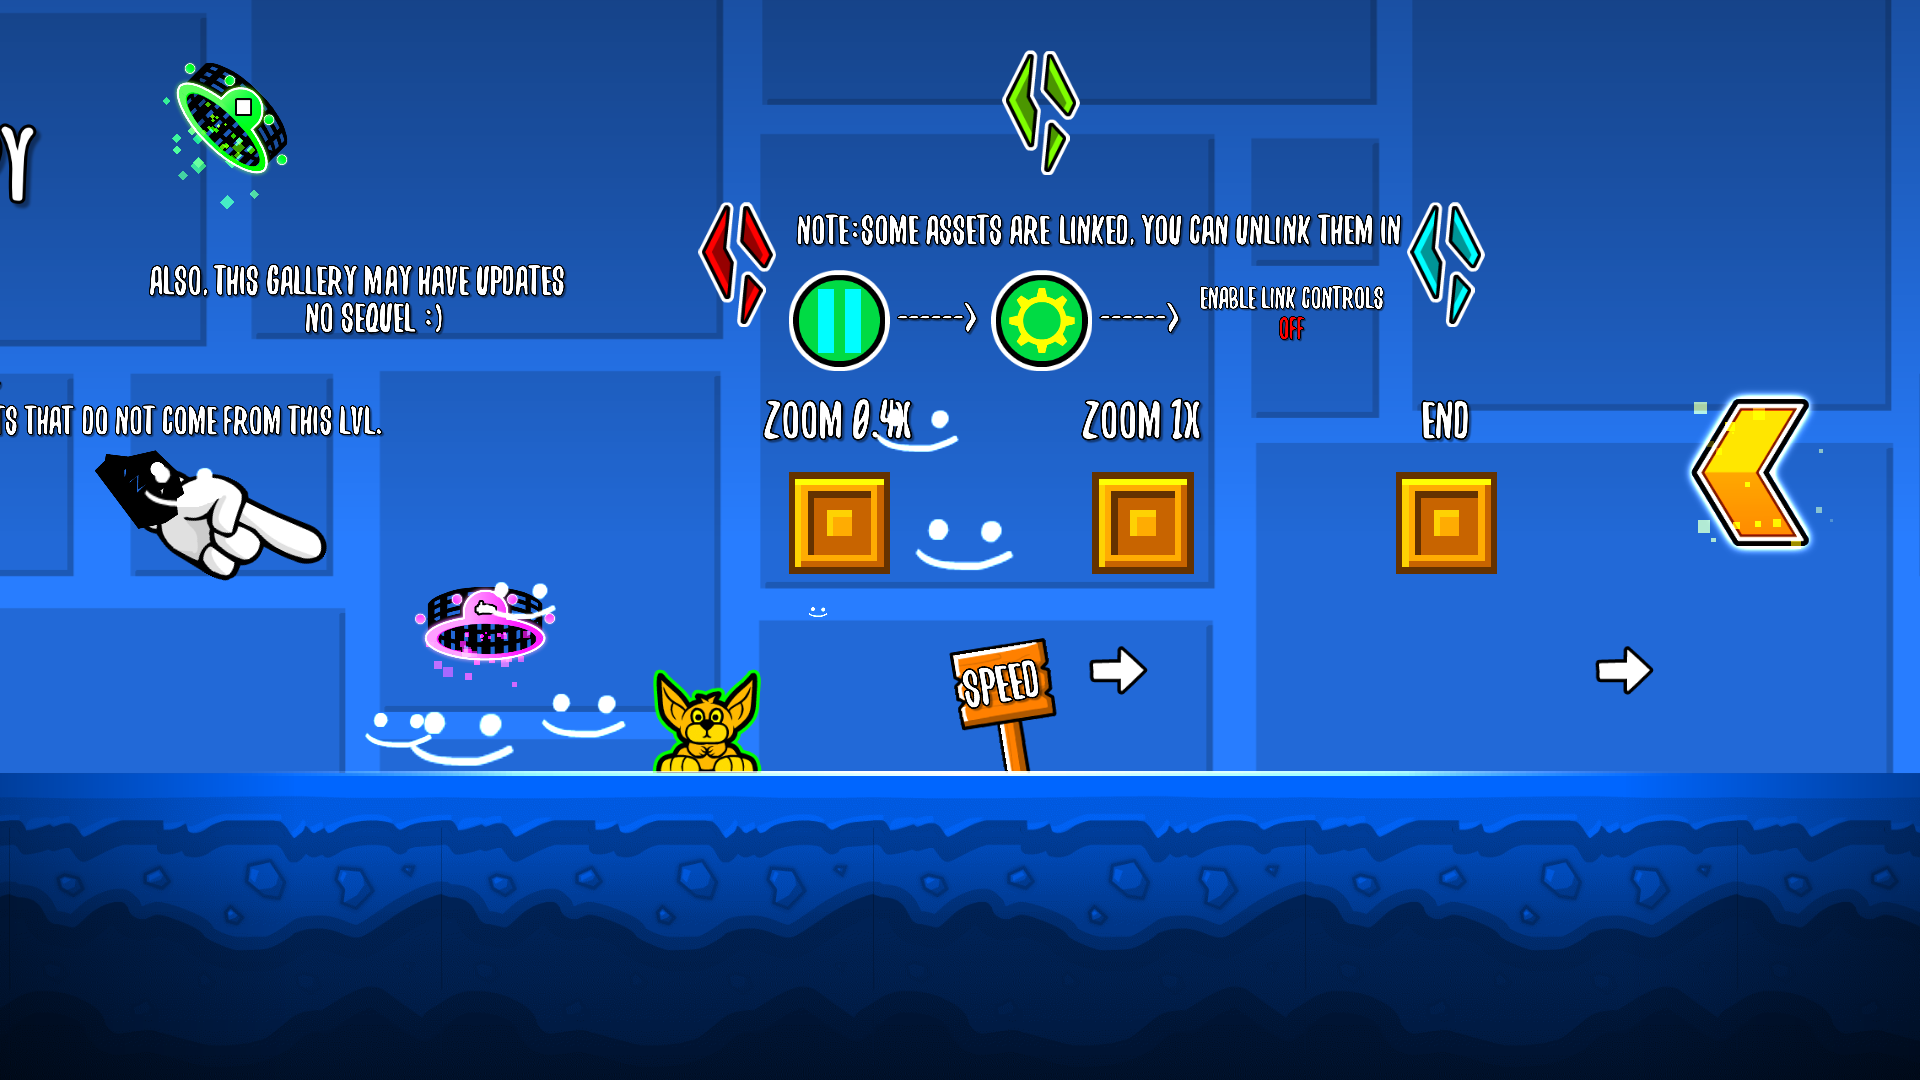 Y
NOTE:SOME ASSETS ARE LINKED, YOU CAN UNLINK THEM IN
ALSO, THIS GALLERY MAY HAVE UPDATES
NO SEQUEL :)
------>
------>
ENABLE LINK CONTROLS
OFF
TS THAT DO NOT COME FROM THIS LVL.
ZOOM 0.4X
ZOOM 1X
END
SPEED